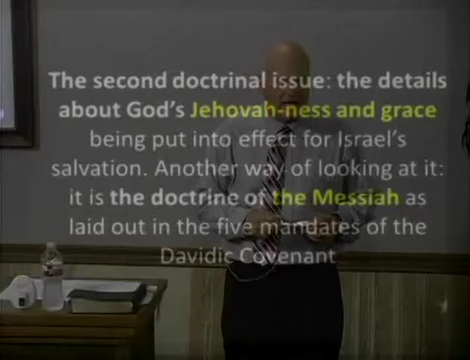 The second doctrinal issue: the details
about God's Jehovah-ness and grace
being put into effect for Israel's
salvation. Another way of looking at it:
it is the doctrine of the Messiah as
laid out in the five mandates of the
Davidic Covenant